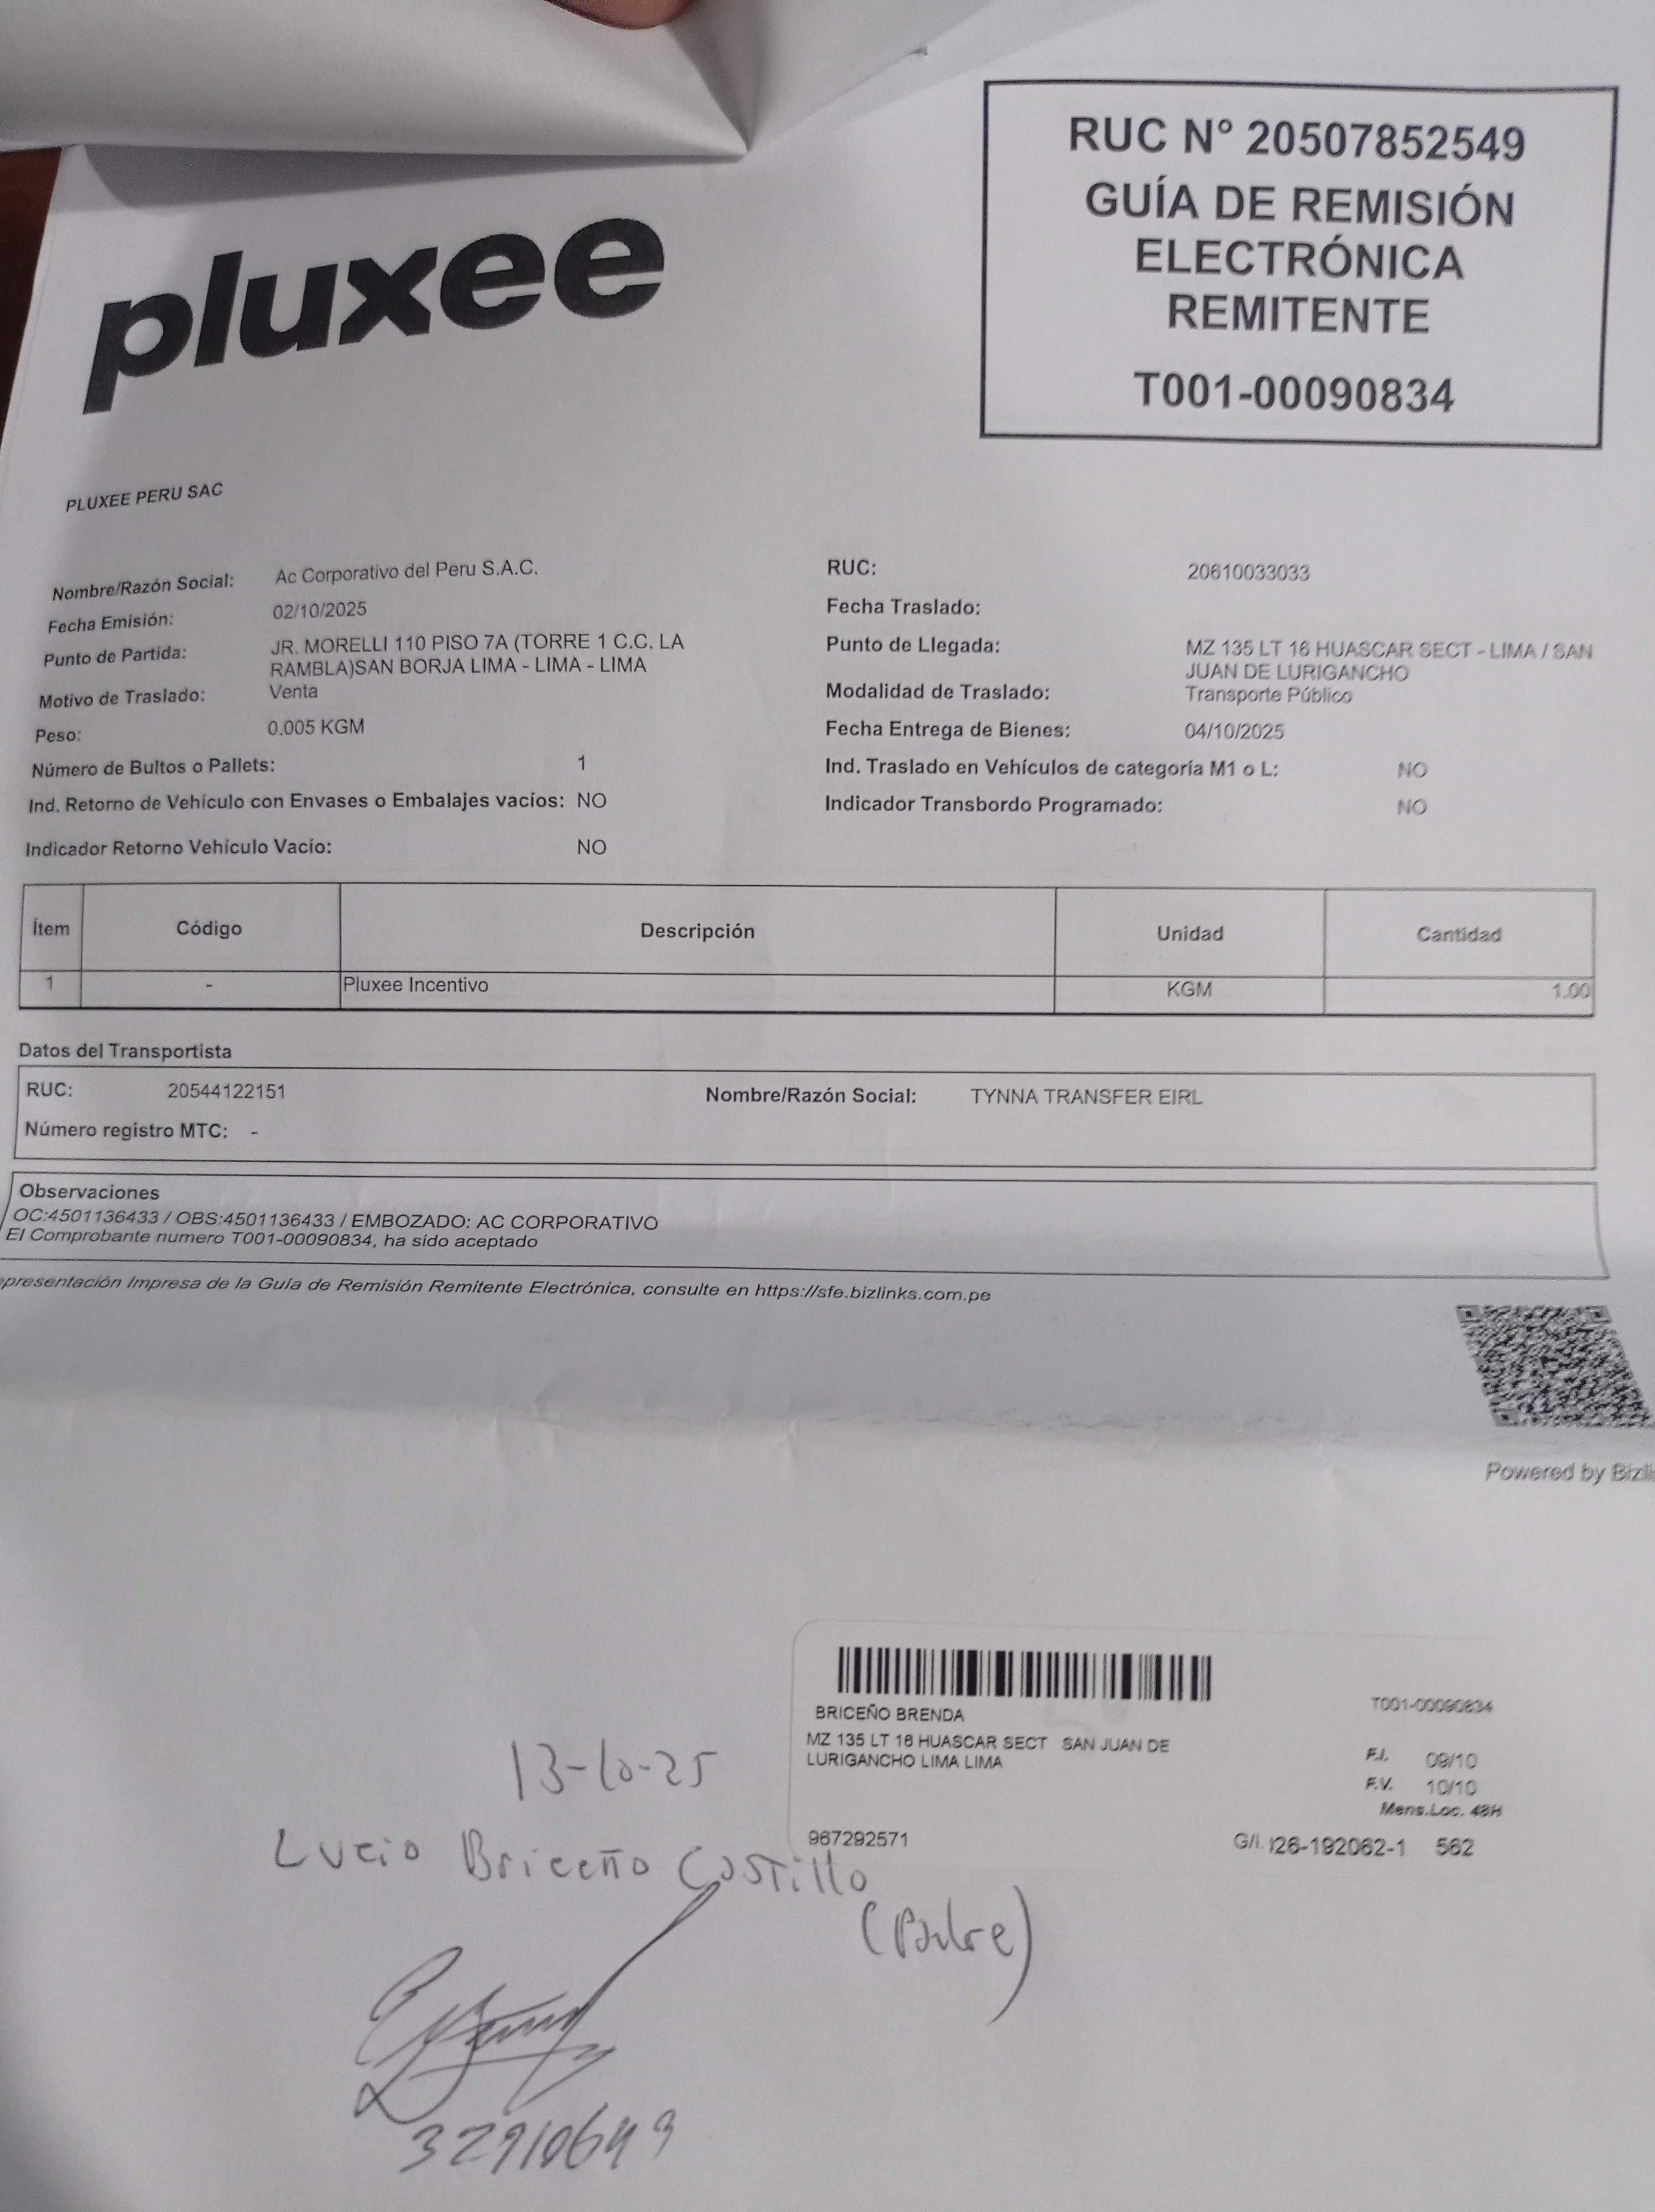 RUC N° 20507852549
GUÍA DE REMISIÓN
ELECTRÓNICA
REMITENTE
T001-00090834
pluxee
PLUXEE PERU SAC
Nombre/Razón Social: Ac Corporativo del Peru S.A.C.
RUC: 20610033033
Fecha Emisión: 02/10/2025
Fecha Traslado:
Punto de Partida: JR. MORELLI 110 PISO 7A (TORRE 1 C.C. LA
RAMBLA)SAN BORJA LIMA - LIMA - LIMA
Punto de Llegada: MZ 135 LT 16 HUASCAR SECT - LIMA / SAN
JUAN DE LURIGANCHO
Motivo de Traslado: Venta
Modalidad de Traslado: Transporte Público
Peso: 0.005 KGM
Fecha Entrega de Bienes: 04/10/2025
Número de Bultos o Pallets: 1
Ind. Traslado en Vehículos de categoría M1 o L: NO
Ind. Retorno de Vehículo con Envases o Embalajes vacíos: NO
Indicador Transbordo Programado: NO
Indicador Retorno Vehículo Vacío: NO
Ítem Código Descripción Unidad Cantidad
1 - Pluxee Incentivo KGM 1.00
Datos del Transportista
RUC: 20544122151 Nombre/Razón Social: TYNNA TRANSFER EIRL
Número registro MTC: -
Observaciones
OC:4501136433 / OBS:4501136433 / EMBOZADO: AC CORPORATIVO
El Comprobante numero T001-00090834, ha sido aceptado
presentación Impresa de la Guía de Remisión Remitente Electrónica, consulte en https://sfe.bizlinks.com.pe
Powered by Bizli
BRICEÑO BRENDA
T001-00090834
MZ 135 LT 16 HUASCAR SECT SAN JUAN DE
LURIGANCHO LIMA LIMA
F.I. 09/10
F.V. 10/10
Mens.Loc. 48H
967292571
G/I. 026-192062-1 562
13-10-25
Lucio Briceño Costillo
(Padre)
32910649